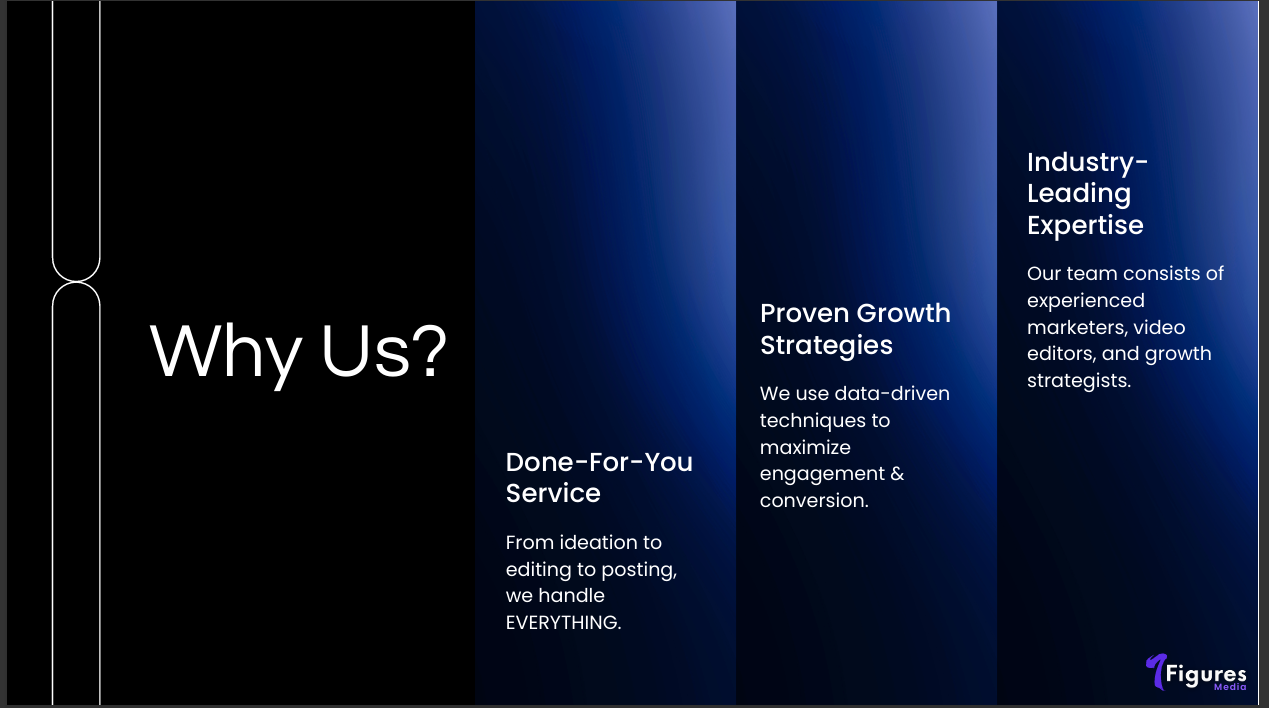 Why Us?
Done-For-You
Service
From ideation to
editing to posting,
we handle
EVERYTHING.
Proven Growth
Strategies
We use data-driven
techniques to
maximize
engagement &
conversion.
Industry-
Leading
Expertise
Our team consists of
experienced
marketers, video
editors, and growth
strategists.
7Figures
Media